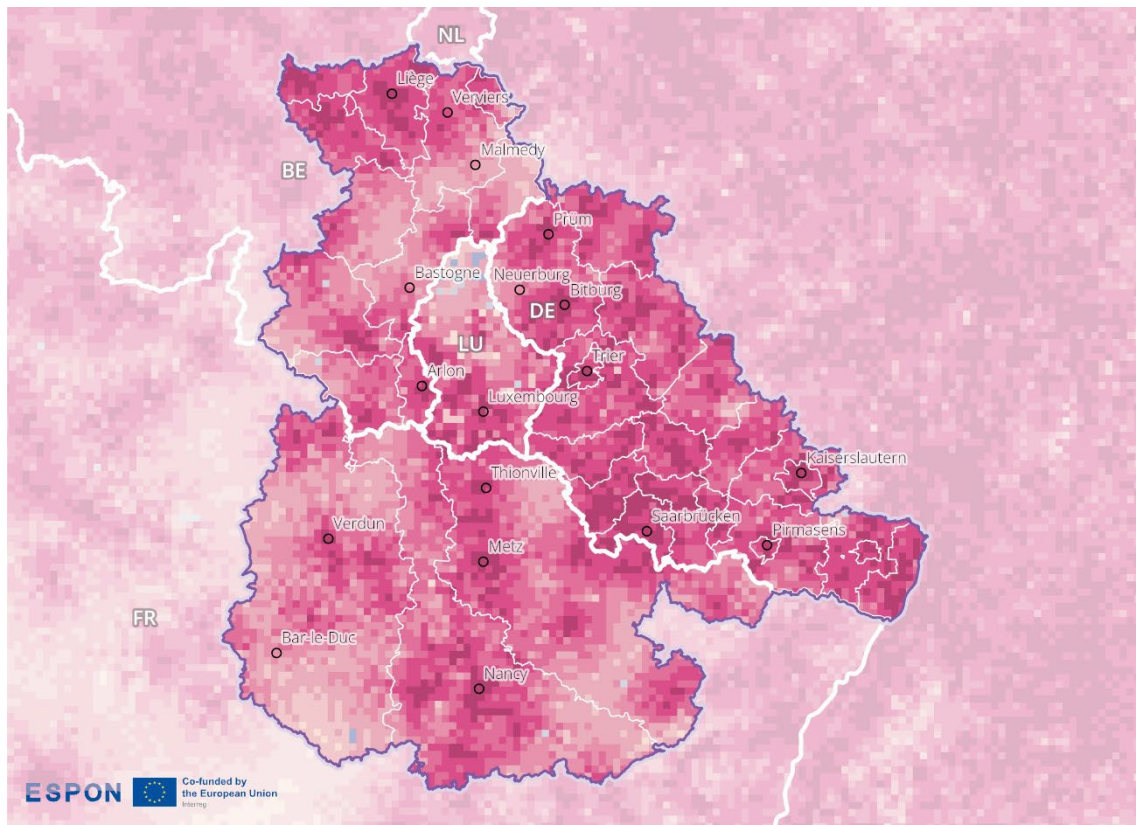 NL
Liège
Verviers
BE
Malmedy
Prüm
Bastogne
Neuerburg
Bitburg
DE
LU
Trier
Arlon
Luxembourg
Kaiserslautern
Thionville
Saarbrücken
Verdun
Pirmasens
Metz
FR
Bar-le-Duc
Nancy
ESPON
Co-funded by
the European Union
Interreg